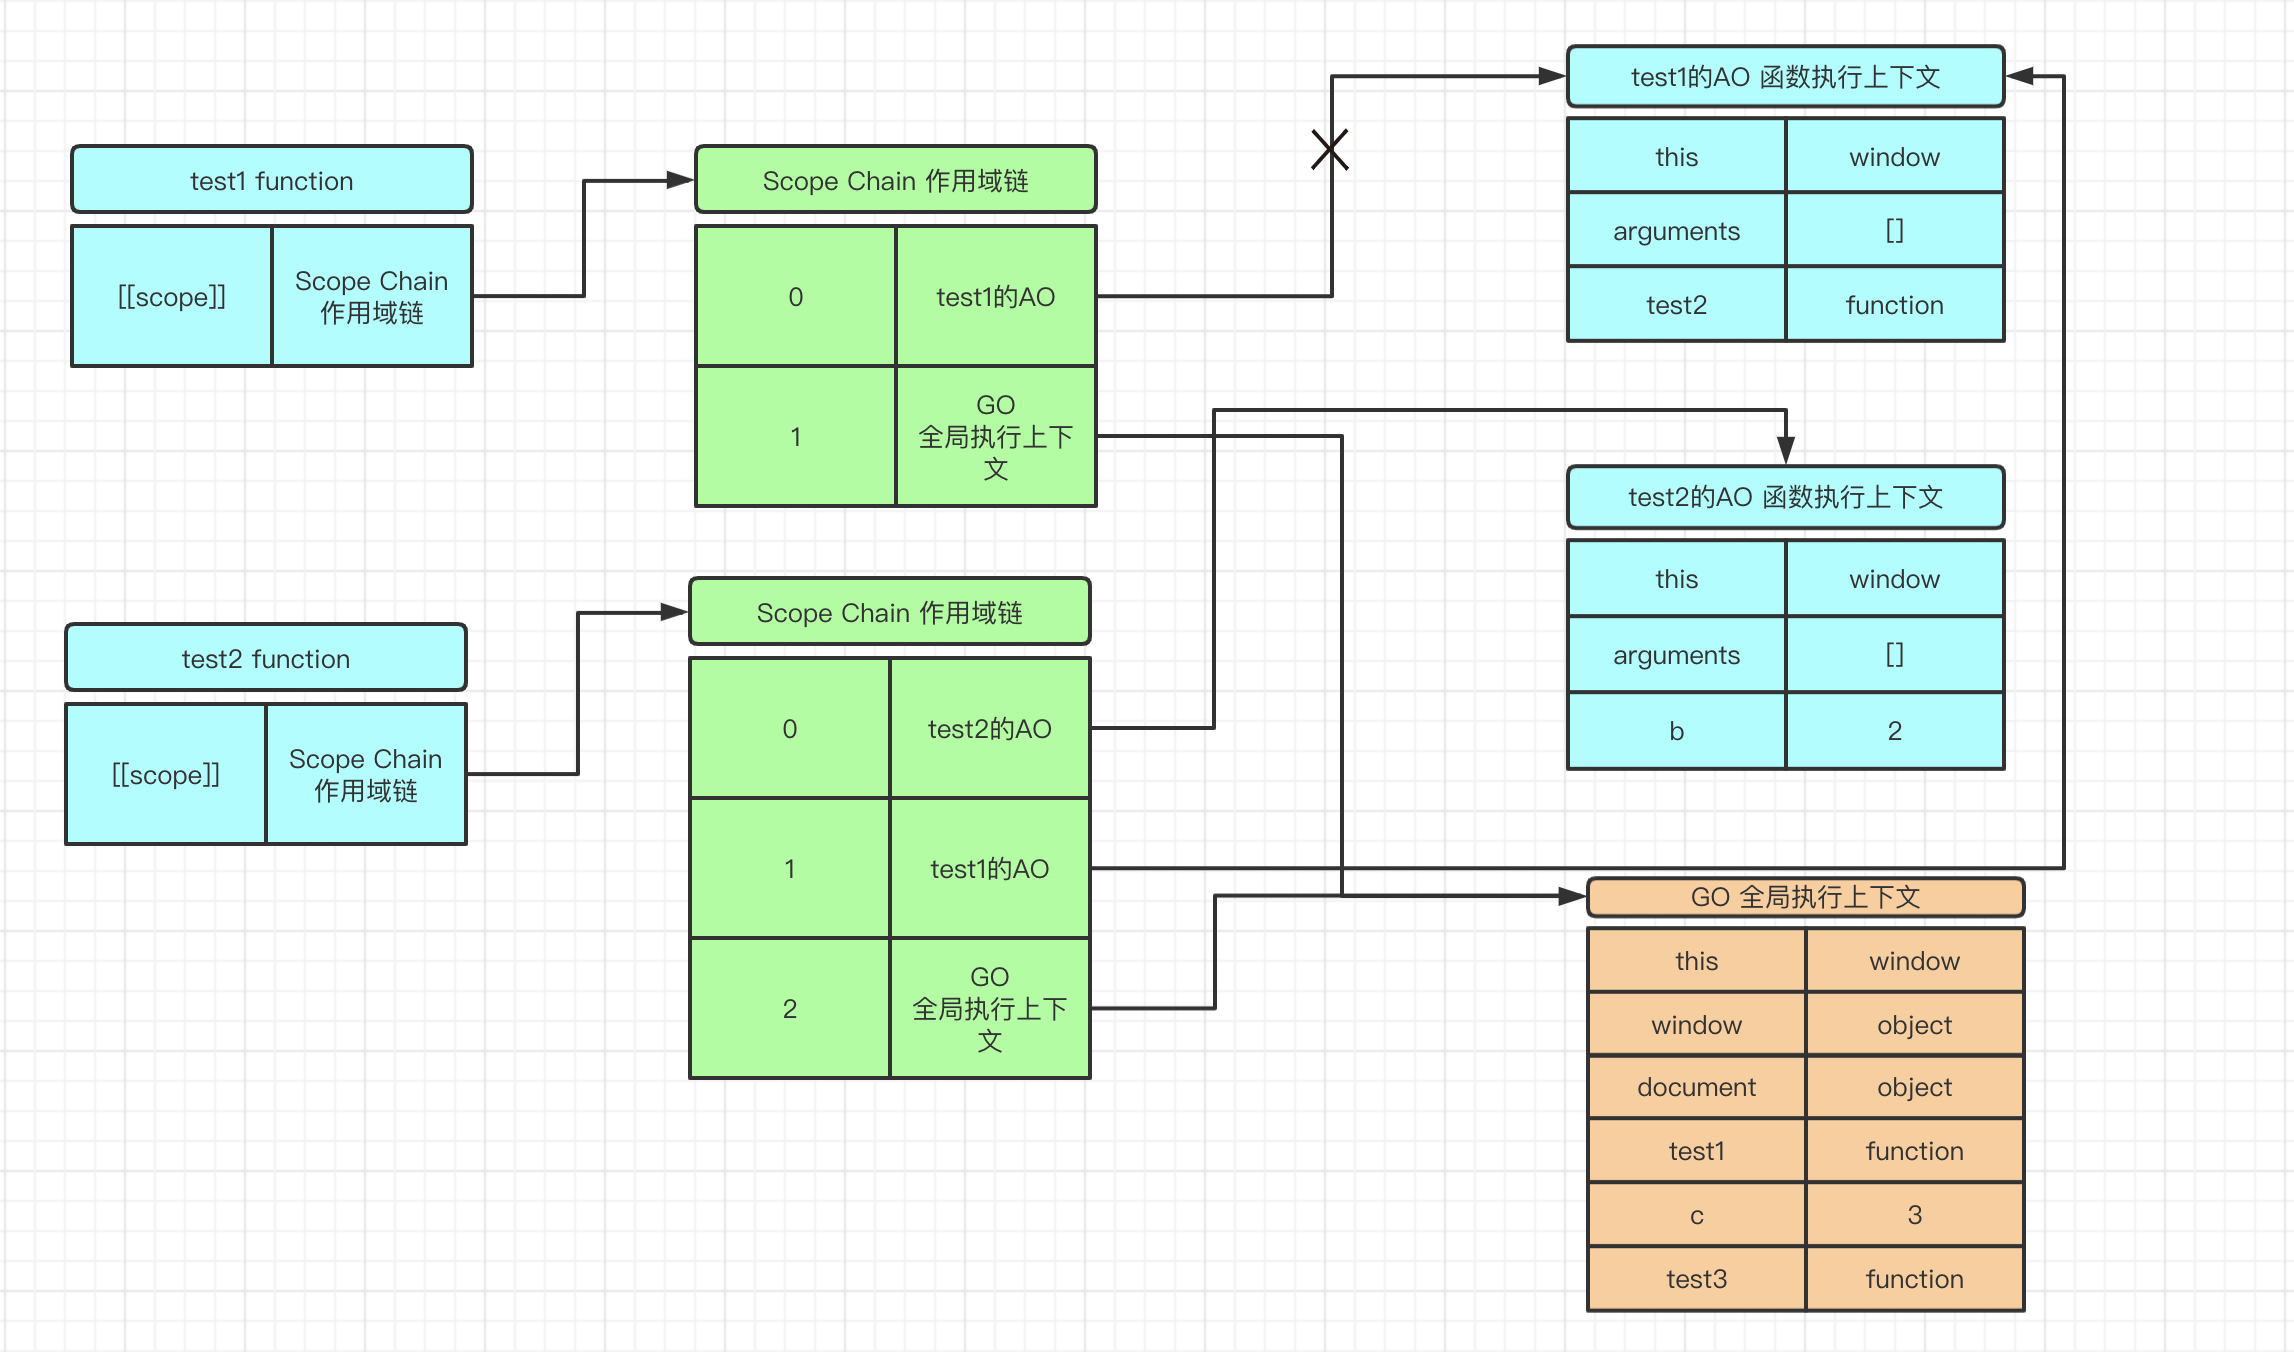 test1 function
[[scope]]
Scope Chain
作用域链
Scope Chain 作用域链
0
test1的AO
1
GO
全局执行上下
文
test2 function
[[scope]]
Scope Chain
作用域链
Scope Chain 作用域链
0
test2的AO
1
test1的AO
2
GO
全局执行上下
文
test1的AO 函数执行上下文
this
window
arguments
[]
test2
function
test2的AO 函数执行上下文
this
window
arguments
[]
b
2
GO 全局执行上下文
this
window
window
object
document
object
test1
function
c
3
test3
function